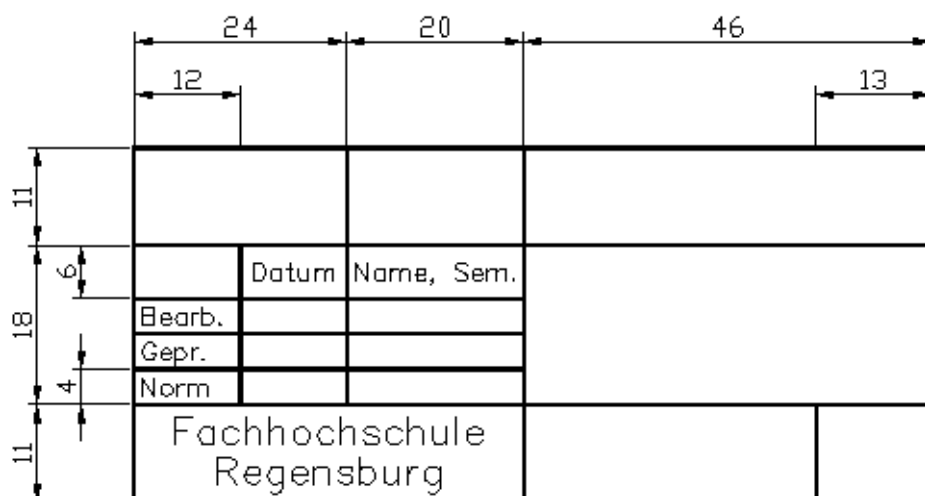 24 20 46
12 13
11
6 Datum Name, Sem.
18
Bearb.
Gepr.
4 Norm
11
Fachhochschule
Regensburg